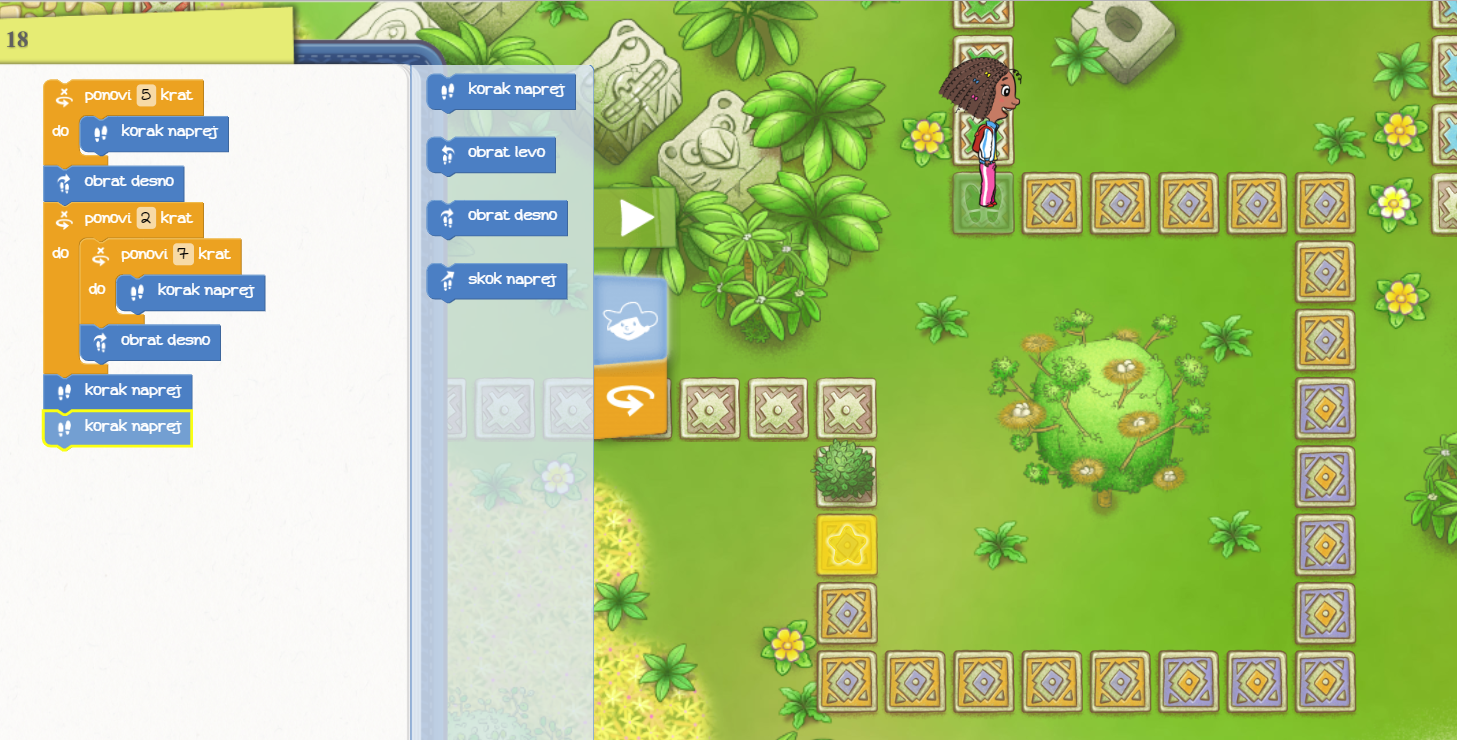 18
ponovi 5 krat
do korak naprej
obrat desno
ponovi 2 krat
do ponovi 7 krat
do korak naprej
obrat desno
korak naprej
korak naprej
korak naprej
obrat levo
obrat desno
skok naprej